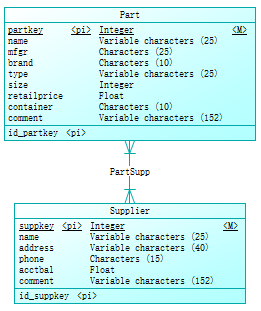 Part
partkey <pi> Integer <M>
name Variable characters (25)
mfgr Characters (25)
brand Characters (10)
type Variable characters (25)
size Integer
retailprice Float
container Characters (10)
comment Variable characters (152)
id_partkey <pi>
PartSupp
Supplier
suppkey <pi> Integer <M>
name Variable characters (25)
address Variable characters (40)
phone Characters (15)
acctbal Float
comment Variable characters (152)
id_suppkey <pi>